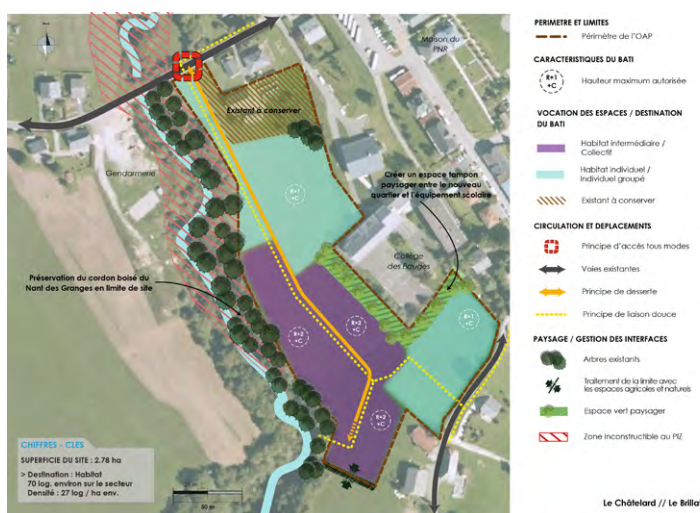 Maison du
PNR
Existant à conserver
Gendarmerie
R+1
+C
Créer un espace tampon
paysager entre le nouveau
quartier et l'équipement scolaire
Collège
des Bauges
Préservation du cordon boisé du
Nant des Granges en limite de site
R+2
+C
R+1
+C
R+2
+C
R+2
+C
CHIFFRES - CLES
SUPERFICIE DU SITE : 2.78 ha
> Destination : Habitat
70 log. environ sur le secteur
Densité : 27 log / ha env.
50 m
PERIMETRE ET LIMITES
Périmètre de l'OAP
CARACTERISTIQUES DU BATI
R+1
+C
Hauteur maximum autorisée
VOCATION DES ESPACES / DESTINATION
DU BATI
Habitat intermédiaire /
Collectif
Habitat individuel /
Individuel groupé
Existant à conserver
CIRCULATION ET DEPLACEMENTS
Principe d'accès tous modes
Voies existantes
Principe de desserte
Principe de liaison douce
PAYSAGE / GESTION DES INTERFACES
Arbres existants
Traitement de la limite avec
les espaces agricoles et naturels
Espace vert paysager
Zone inconstructible au PIZ
Le Châtelard // Le Brilla